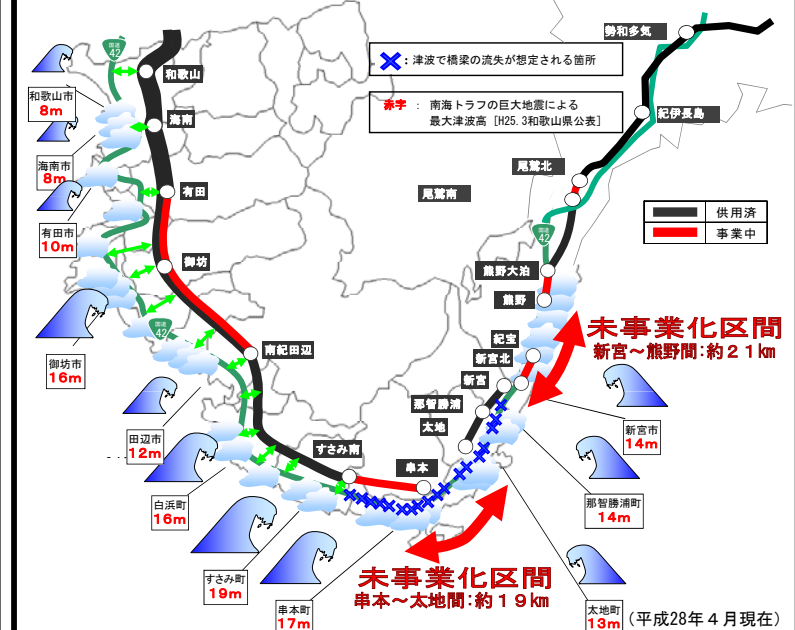 国道
42
和歌山
海南
有田
御坊
国道
42
南紀田辺
すさみ南
串本
太地
那智勝浦
新宮
新宮北
紀宝
熊野
熊野大泊
国道
42
尾鷲南
尾鷲北
紀伊長島
勢和多気
：津波で橋梁の流失が想定される箇所
赤字 ： 南海トラフの巨大地震による
最大津波高 [H25.3和歌山県公表]
供用済
事業中
和歌山市
8m
海南市
8m
有田市
10m
御坊市
16m
田辺市
12m
白浜町
16m
すさみ町
19m
串本町
17m
太地町
13m
那智勝浦町
14m
新宮市
14m
未事業化区間
新宮～熊野間:約21km
未事業化区間
串本～太地間:約19km
(平成28年4月現在)